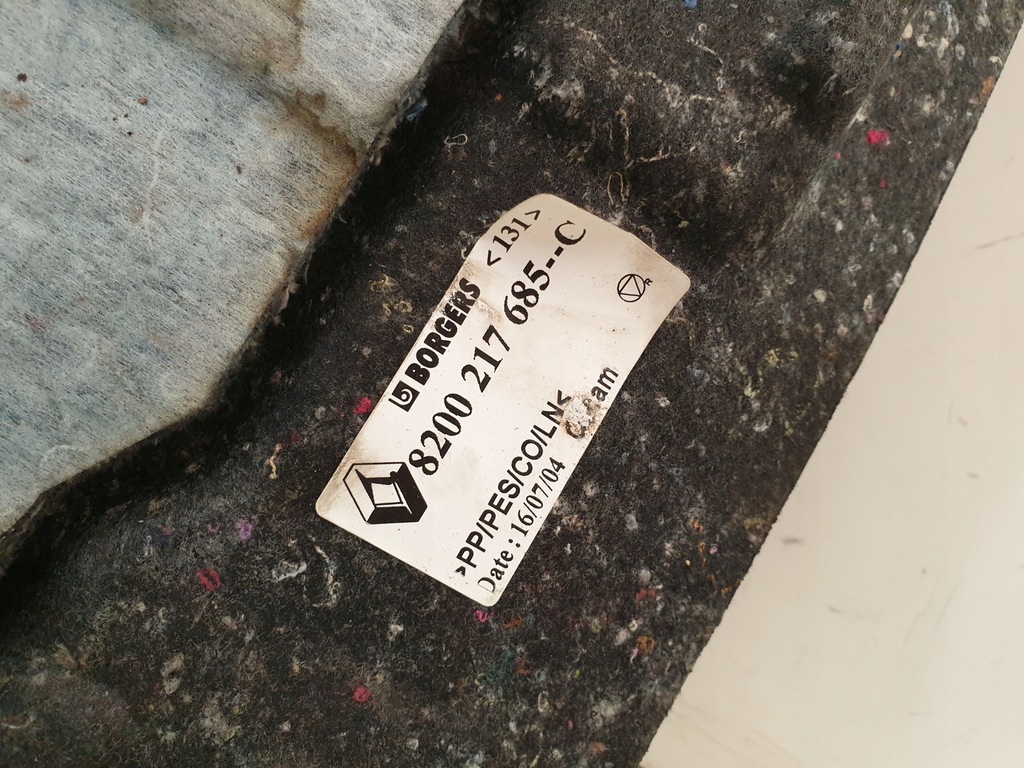 BORGERS <131>
8200 217 685--C
R
>PP/PES/CO/LN<
Date : 16/07/04